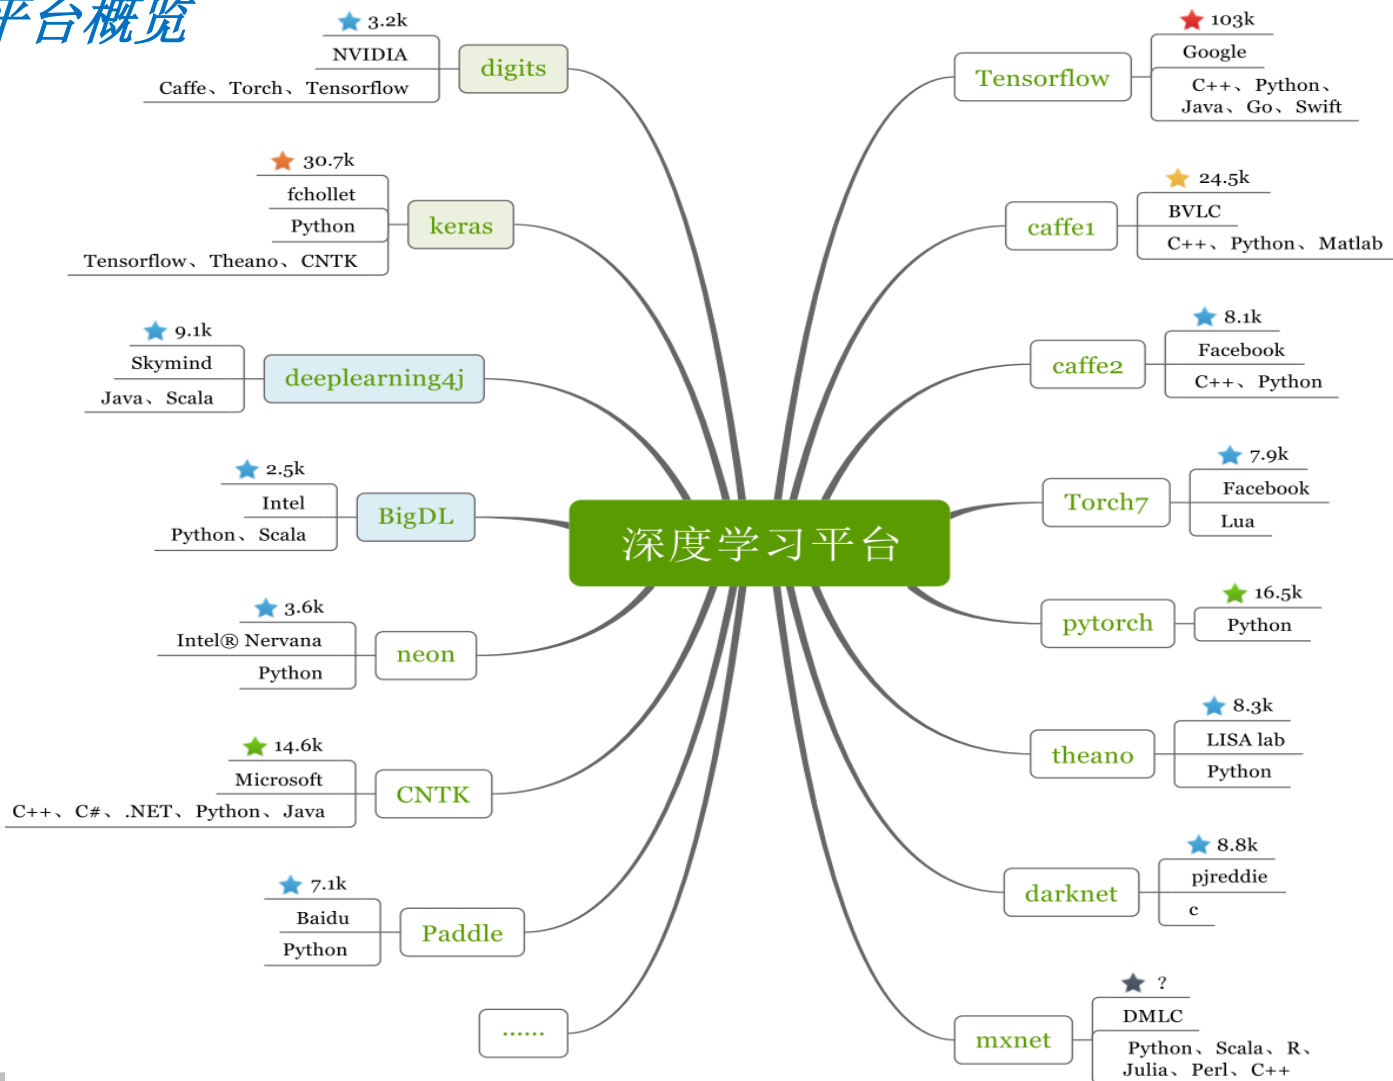 平台概览
3.2k
NVIDIA
Caffe、Torch、Tensorflow
digits
30.7k
fchollet
Python
Tensorflow、Theano、CNTK
keras
9.1k
Skymind
Java、Scala
deeplearning4j
2.5k
Intel
Python、Scala
BigDL
3.6k
Intel® Nervana
Python
neon
14.6k
Microsoft
C++、C#、.NET、Python、Java
CNTK
7.1k
Baidu
Python
Paddle
……
深度学习平台
Tensorflow
103k
Google
C++、Python、
Java、Go、Swift
caffe1
24.5k
BVLC
C++、Python、Matlab
caffe2
8.1k
Facebook
C++、Python
Torch7
7.9k
Facebook
Lua
pytorch
16.5k
Python
theano
8.3k
LISA lab
Python
darknet
8.8k
pjreddie
c
mxnet
?
DMLC
Python、Scala、R、
Julia、Perl、C++